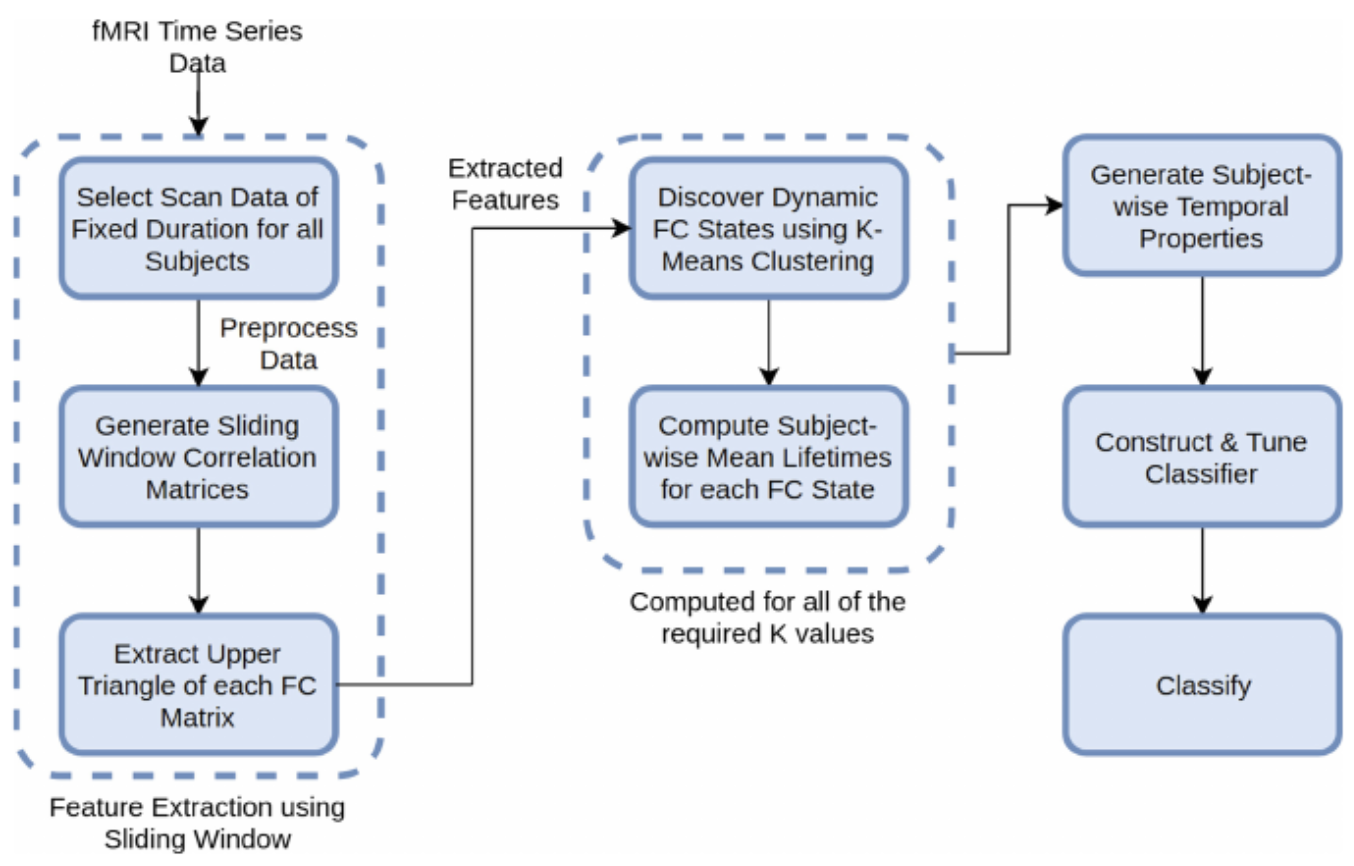 fMRI Time Series
Data
Select Scan Data of
Fixed Duration for all
Subjects
Preprocess
Data
Generate Sliding
Window Correlation
Matrices
Extract Upper
Triangle of each FC
Matrix
Feature Extraction using
Sliding Window
Extracted
Features
Discover Dynamic
FC States using K-
Means Clustering
Compute Subject-
wise Mean Lifetimes
for each FC State
Computed for all of the
required K values
Generate Subject-
wise Temporal
Properties
Construct & Tune
Classifier
Classify